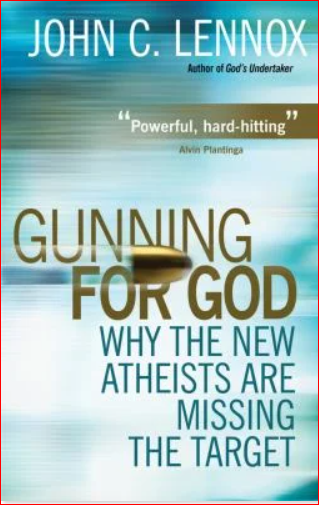 JOHN C. LENNOX
Author of God's Undertaker
“Powerful, hard-hitting”
Alvin Plantinga
GUNNING
FOR GOD
WHY THE NEW
ATHEISTS ARE
MISSING
THE TARGET